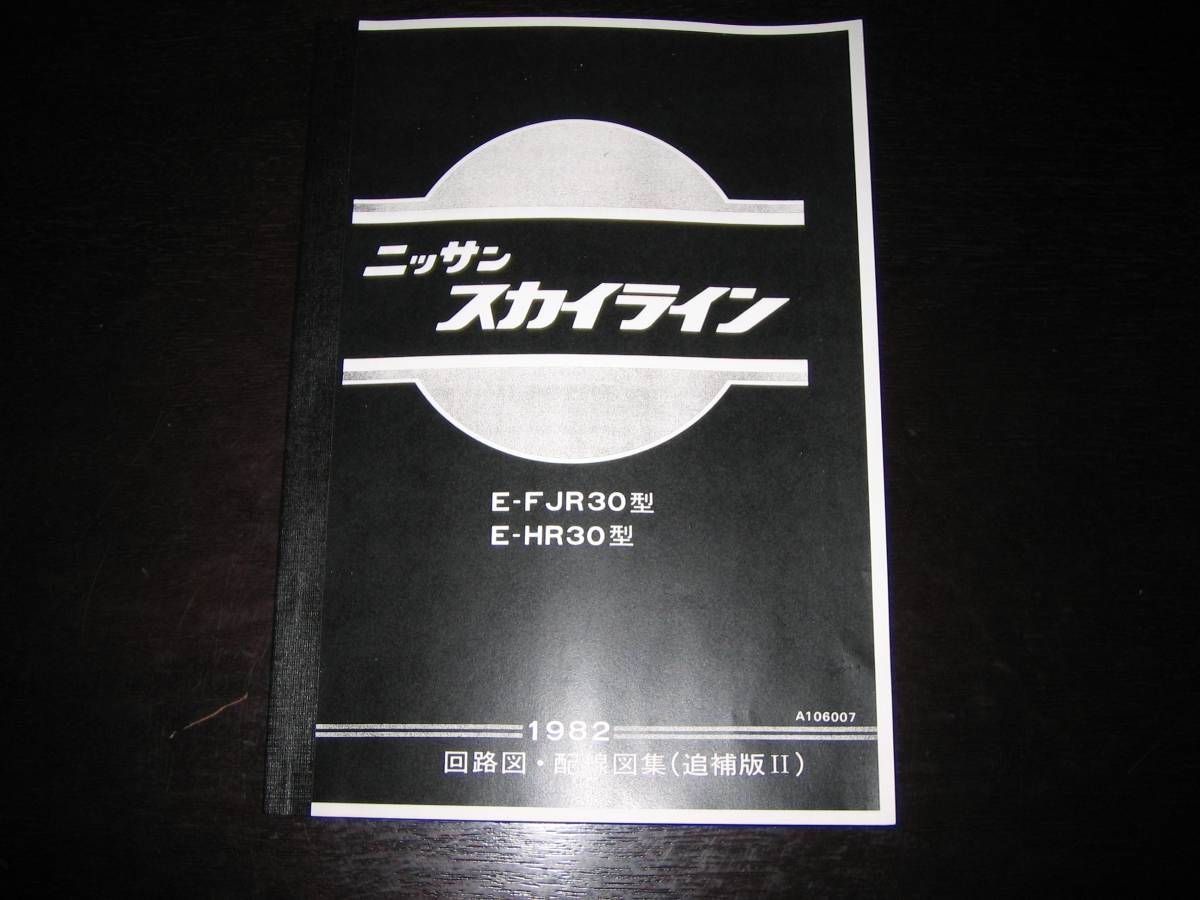 ニッサン
スカイライン
E-FJR30型
E-HR30型
A106007
1982
回路図・配線図集(追補版II)